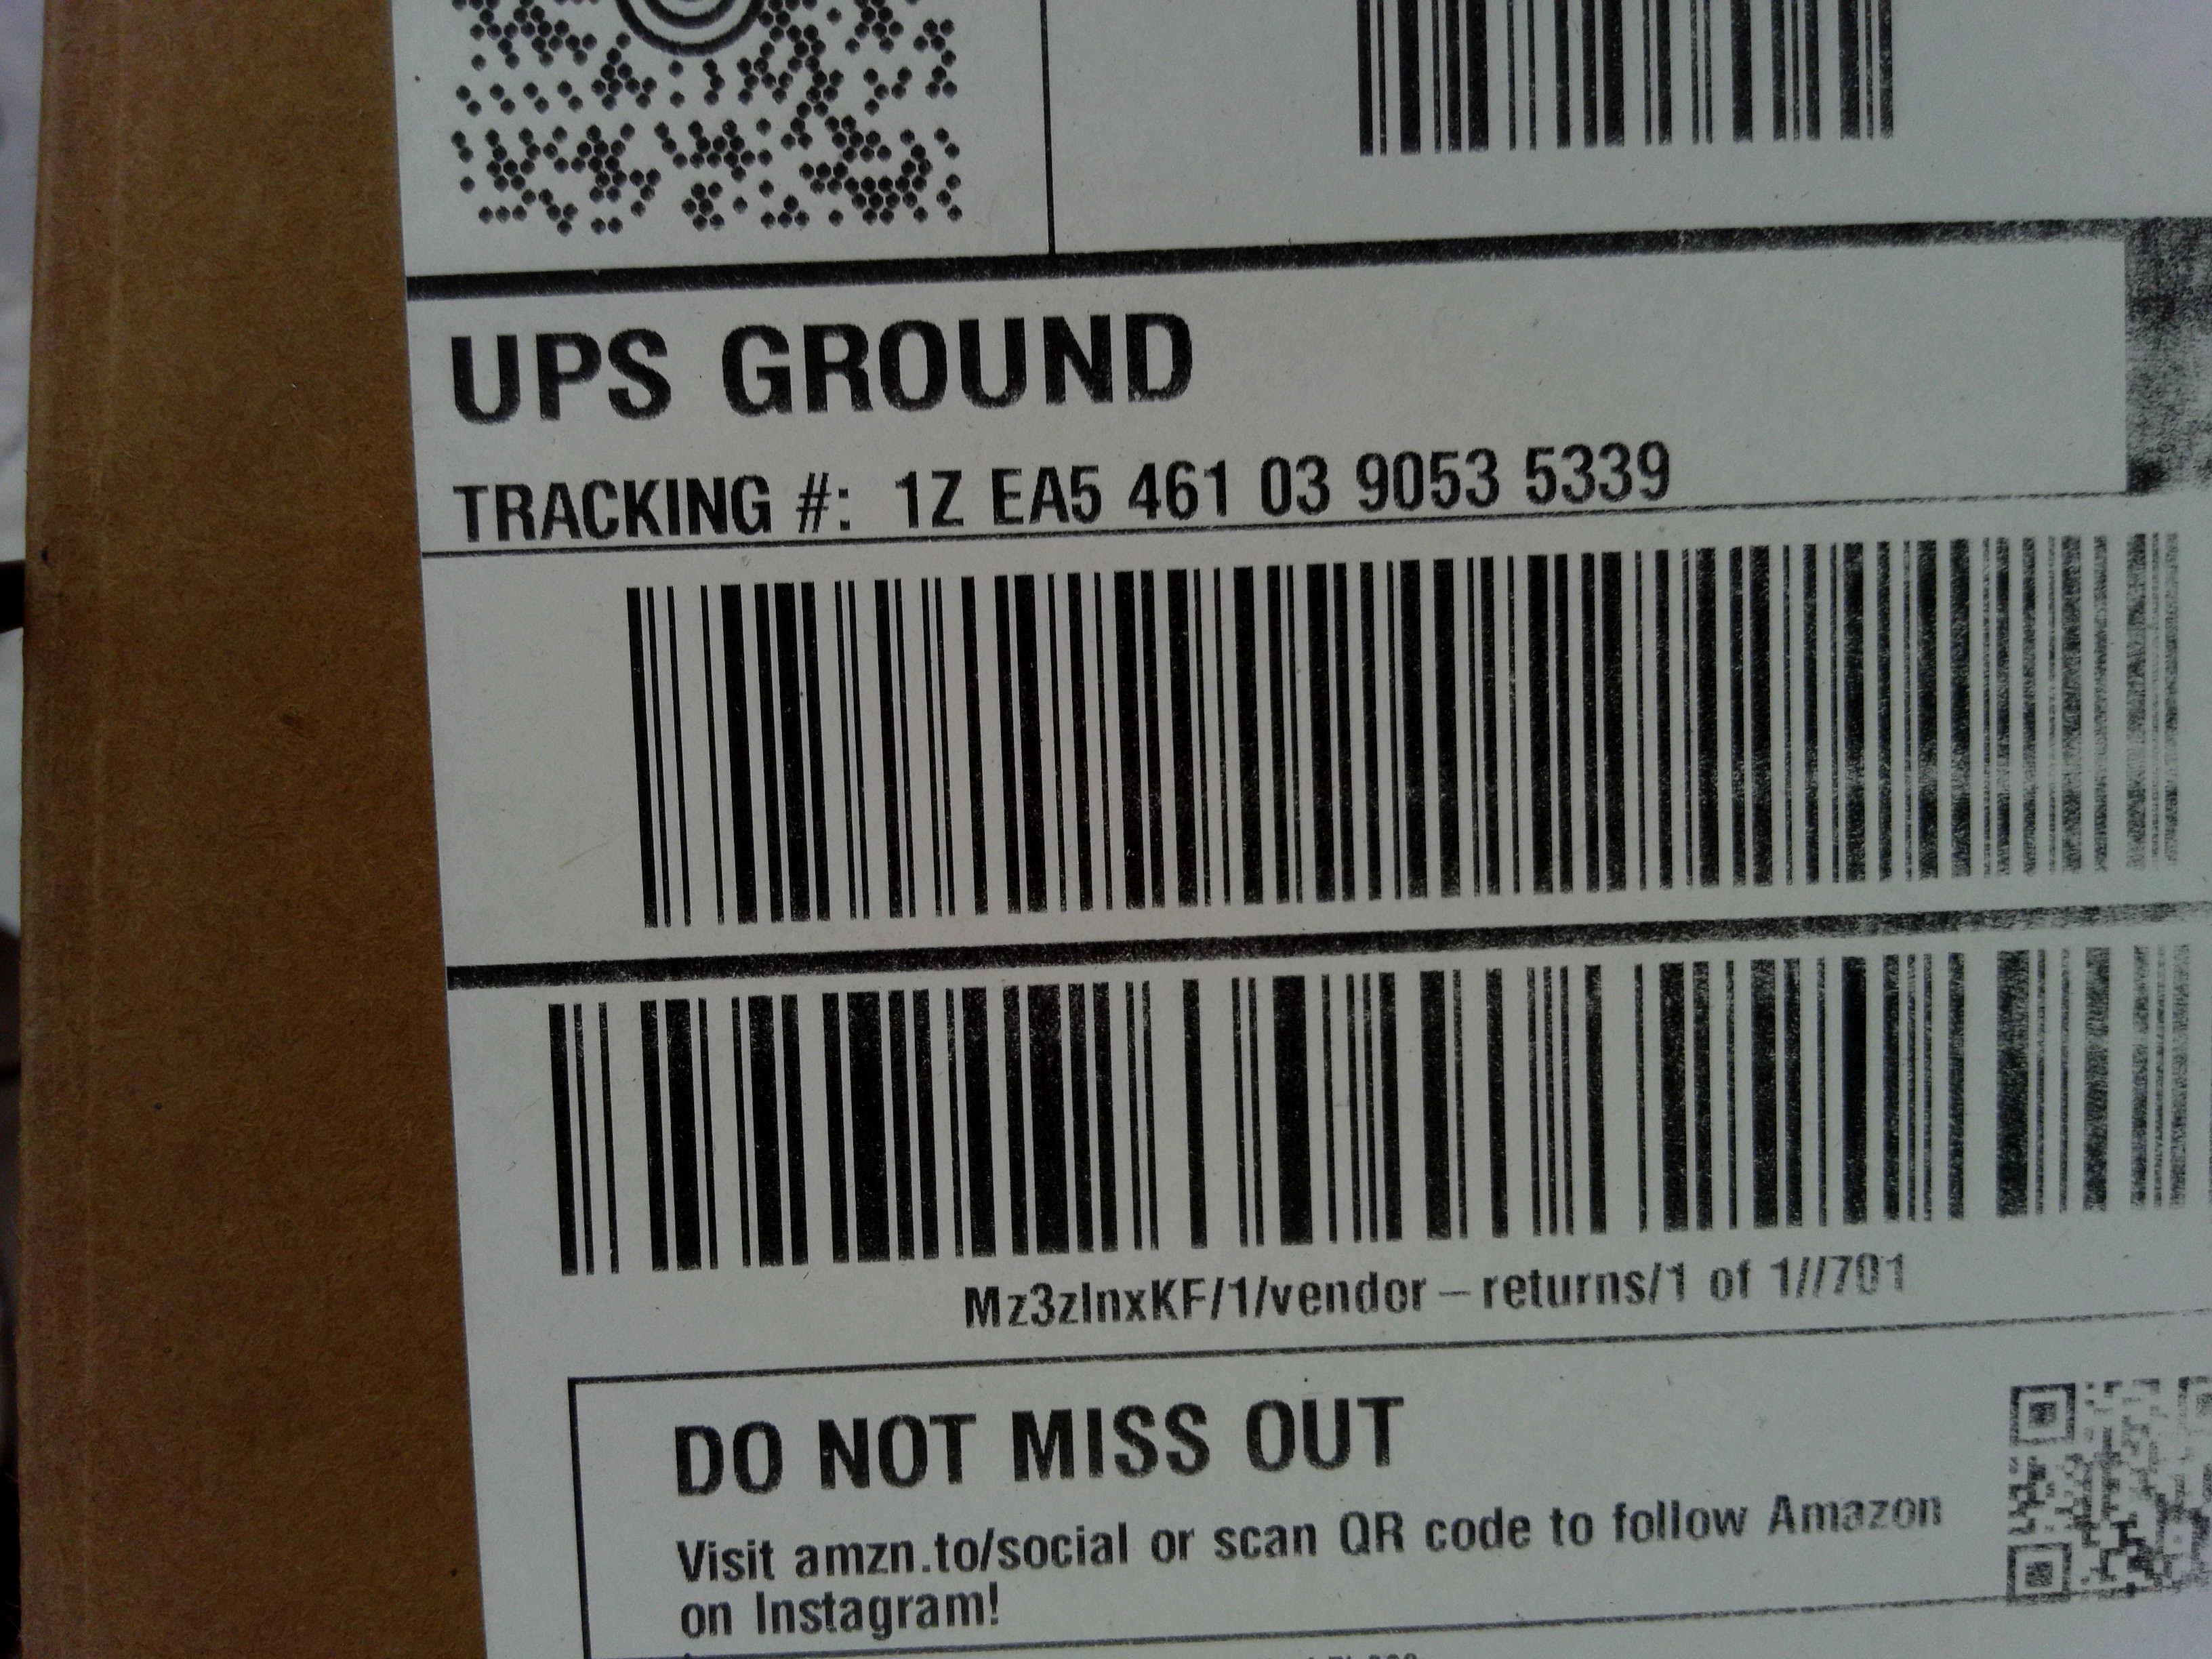 UPS GROUND
TRACKING #: 1Z EA5 461 03 9053 5339
Mz3zlnxKF/1/vendor-returns/1 of 1//701
DO NOT MISS OUT
Visit amzn.to/social or scan QR code to follow Amazon
on Instagram!